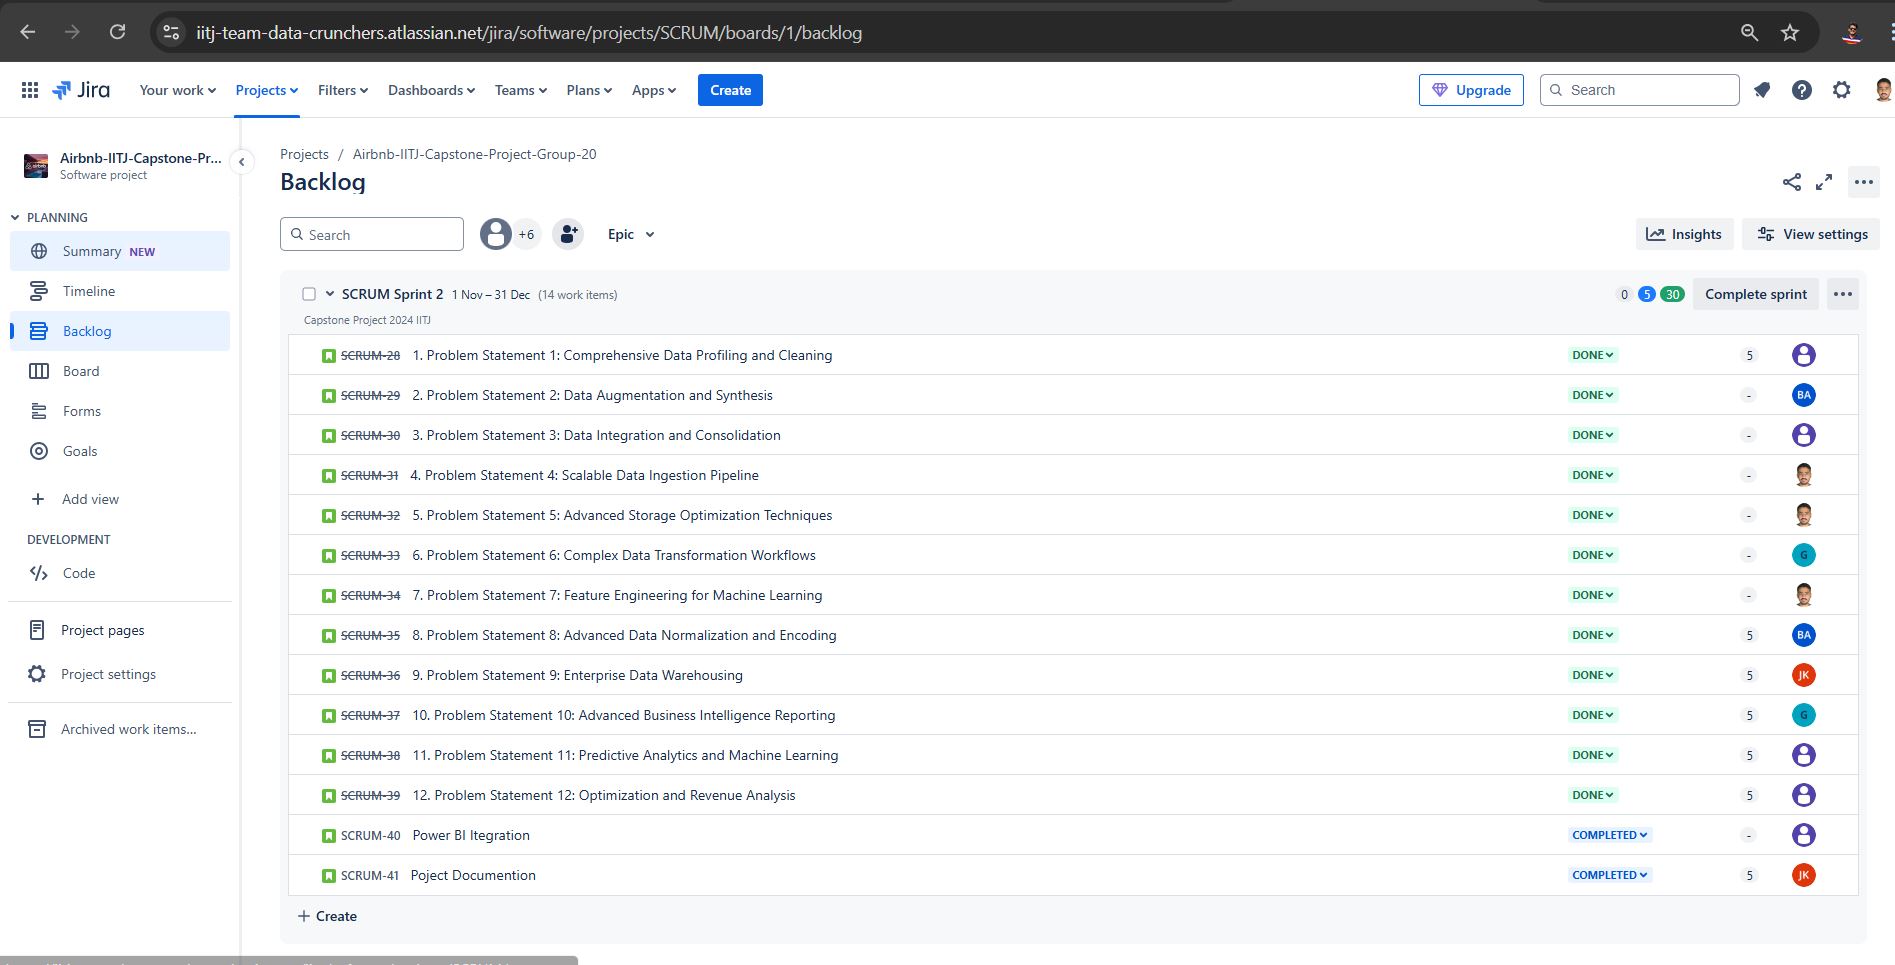 iitj-team-data-crunchers.atlassian.net/jira/software/projects/SCRUM/boards/1/backlog
Jira Your work Projects Filters Dashboards Teams Plans Apps Create Upgrade Search
Airbnb-IITJ-Capstone-Pr...
Software project
PLANNING
Summary NEW
Timeline
Backlog
Board
Forms
Goals
Add view
DEVELOPMENT
Code
Project pages
Project settings
Archived work items...
Projects / Airbnb-IITJ-Capstone-Project-Group-20
Backlog
Search +6 Epic Insights View settings
SCRUM Sprint 2 1 Nov – 31 Dec (14 work items) 0 5 30 Complete sprint
Capstone Project 2024 IITJ
SCRUM-28 1. Problem Statement 1: Comprehensive Data Profiling and Cleaning DONE 5
SCRUM-29 2. Problem Statement 2: Data Augmentation and Synthesis DONE - BA
SCRUM-30 3. Problem Statement 3: Data Integration and Consolidation DONE -
SCRUM-31 4. Problem Statement 4: Scalable Data Ingestion Pipeline DONE -
SCRUM-32 5. Problem Statement 5: Advanced Storage Optimization Techniques DONE -
SCRUM-33 6. Problem Statement 6: Complex Data Transformation Workflows DONE - G
SCRUM-34 7. Problem Statement 7: Feature Engineering for Machine Learning DONE -
SCRUM-35 8. Problem Statement 8: Advanced Data Normalization and Encoding DONE 5 BA
SCRUM-36 9. Problem Statement 9: Enterprise Data Warehousing DONE 5 JK
SCRUM-37 10. Problem Statement 10: Advanced Business Intelligence Reporting DONE 5 G
SCRUM-38 11. Problem Statement 11: Predictive Analytics and Machine Learning DONE 5
SCRUM-39 12. Problem Statement 12: Optimization and Revenue Analysis DONE 5
SCRUM-40 Power BI Itegration COMPLETED -
SCRUM-41 Poject Documention COMPLETED 5 JK
Create